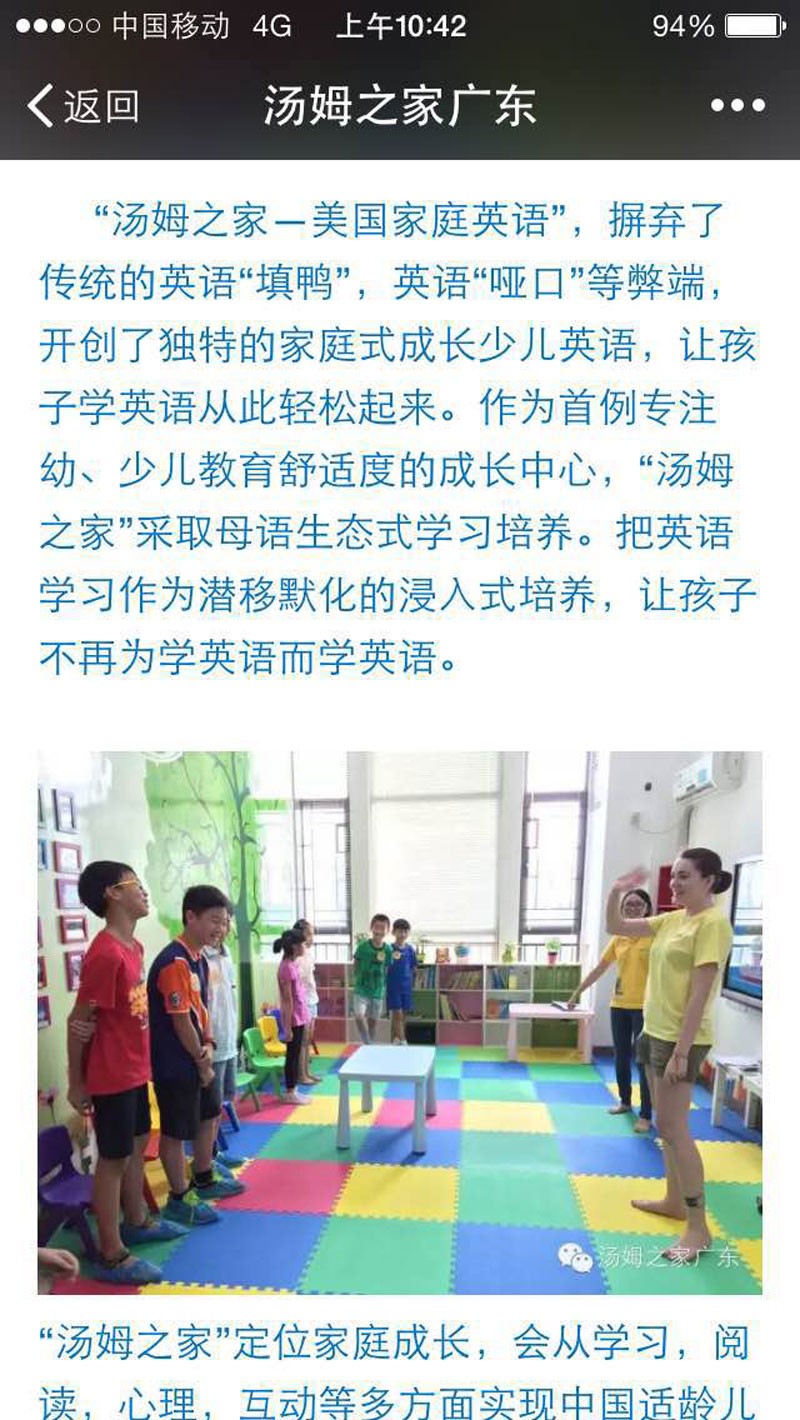 中国移动 4G 上午10:42 94%
返回 汤姆之家广东
“汤姆之家—美国家庭英语”，摒弃了
传统的英语“填鸭”，英语“哑口”等弊端，
开创了独特的家庭式成长少儿英语，让孩
子学英语从此轻松起来。作为首例专注
幼、少儿教育舒适度的成长中心，“汤姆
之家”采取母语生态式学习培养。把英语
学习作为潜移默化的浸入式培养，让孩子
不再为学英语而学英语。
汤姆之家广东
“汤姆之家”定位家庭成长，会从学习，阅
读，心理，互动等多方面实现中国适龄儿